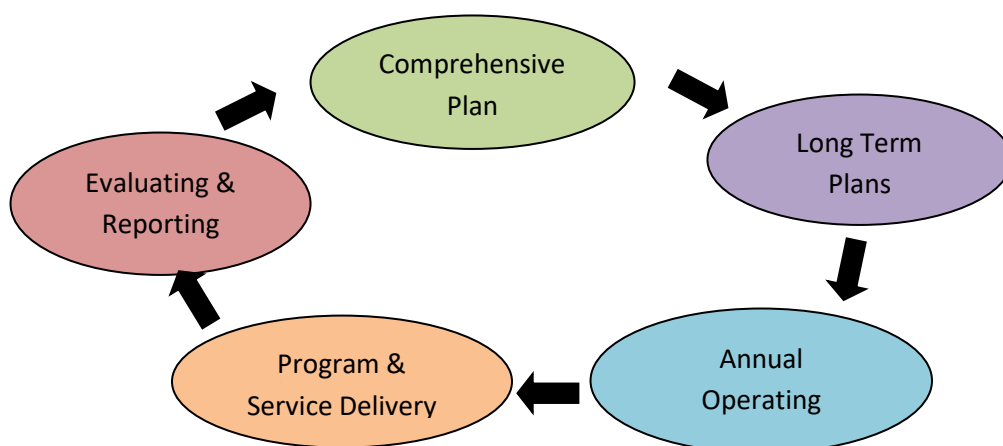 Comprehensive
Plan
Long Term
Plans
Annual
Operating
Program &
Service Delivery
Evaluating &
Reporting